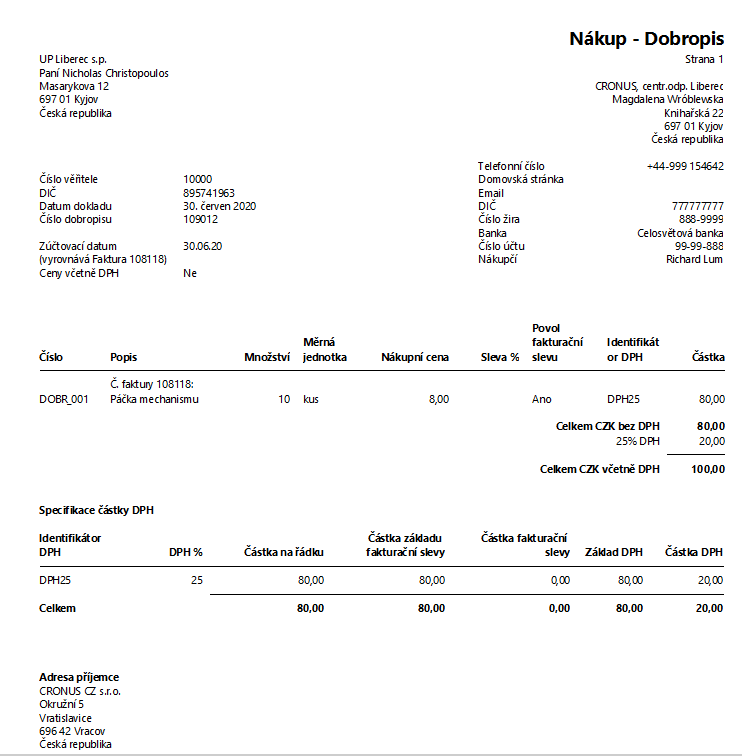 Nákup - Dobropis
Strana 1
UP Liberec s.p.
Paní Nicholas Christopoulos
Masarykova 12
697 01 Kyjov
Česká republika
CRONUS, centr.odp. Liberec
Magdalena Wróblewska
Knihařská 22
697 01 Kyjov
Česká republika
Číslo věřitele 10000
DIČ 895741963
Datum dokladu 30. červen 2020
Číslo dobropisu 109012
Zúčtovací datum 30.06.20
(vyrovnává Faktura 108118)
Ceny včetně DPH Ne
Telefonní číslo +44-999 154642
Domovská stránka
Email
DIČ 777777777
Číslo žira 888-9999
Banka Celosvětová banka
Číslo účtu 99-99-888
Nákupčí Richard Lum
Číslo Popis Množství Měrná jednotka Nákupní cena Sleva % Povol fakturační slevu Identifikát or DPH Částka
Č. faktury 108118:
DOBR_001 Páčka mechanismu 10 kus 8,00 Ano DPH25 80,00
Celkem CZK bez DPH 80,00
25% DPH 20,00
Celkem CZK včetně DPH 100,00
Specifikace částky DPH
Identifikátor DPH DPH % Částka na řádku Částka základu fakturační slevy Částka fakturační slevy Základ DPH Částka DPH
DPH25 25 80,00 80,00 0,00 80,00 20,00
Celkem 80,00 80,00 0,00 80,00 20,00
Adresa příjemce
CRONUS CZ s.r.o.
Okružní 5
Vratislavice
696 42 Vracov
Česká republika